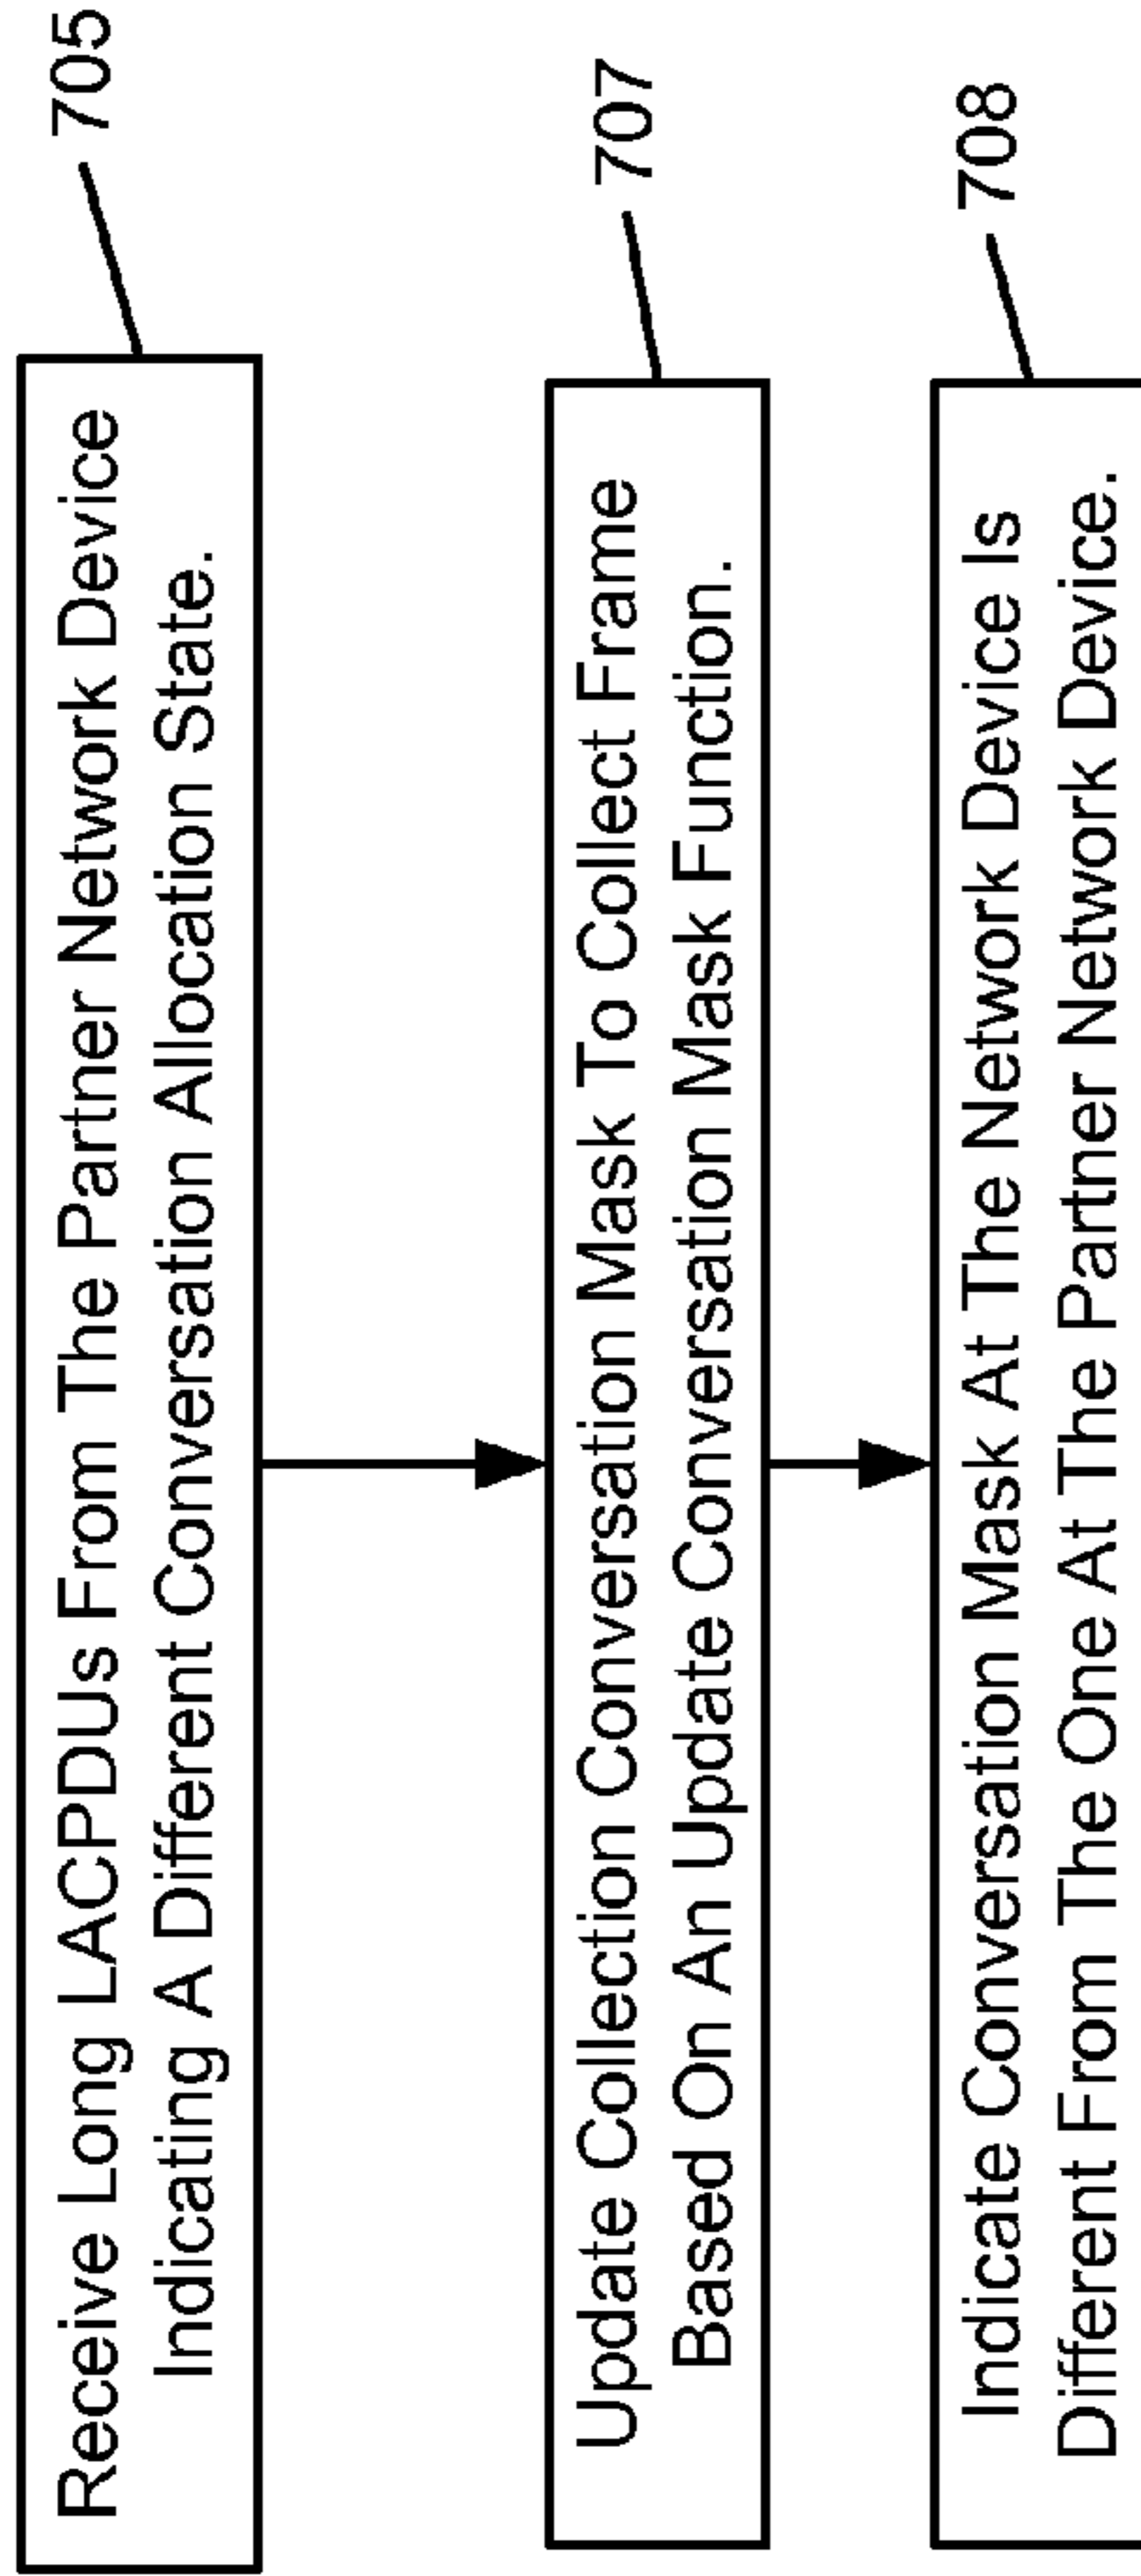 Receive Long LACPDUs From The Partner Network Device
Indicating A Different Conversation Allocation State.
705
Update Collection Conversation Mask To Collect Frame
Based On An Update Conversation Mask Function.
707
Indicate Conversation Mask At The Network Device Is
Different From The One At The Partner Network Device.
708